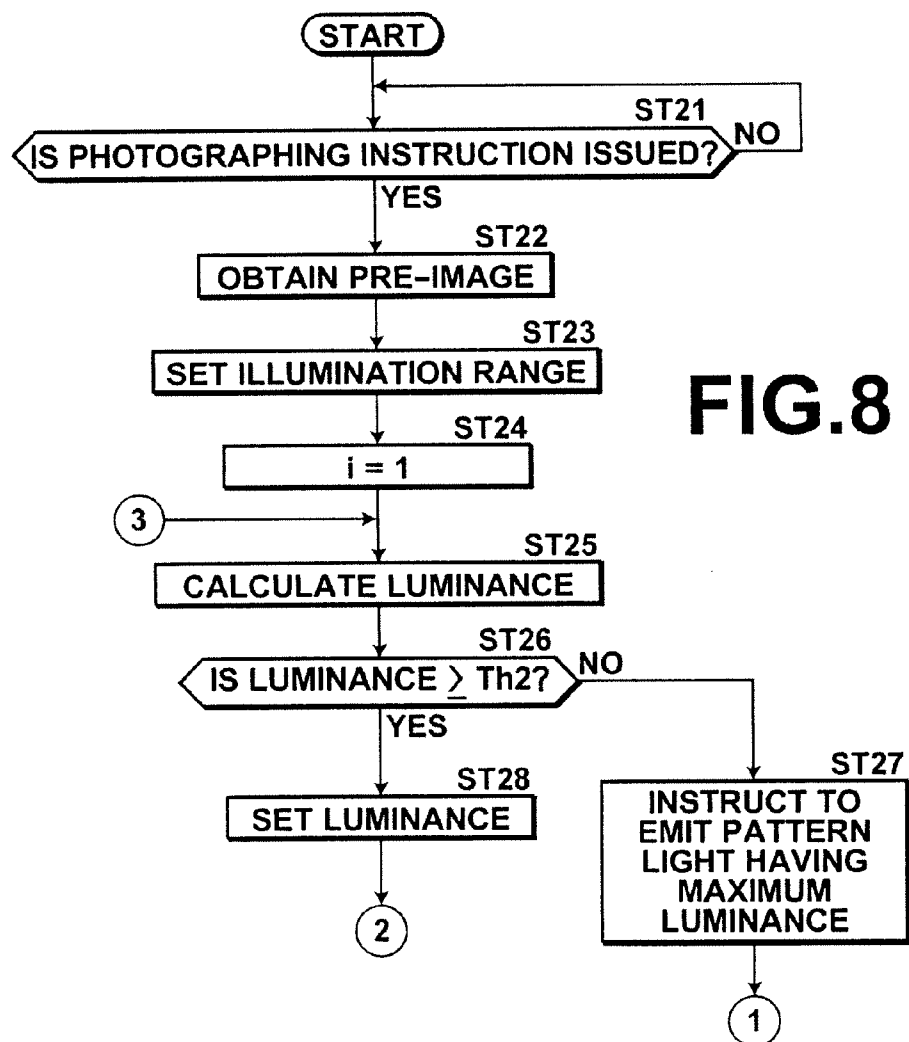 START
ST21
IS PHOTOGRAPHING INSTRUCTION ISSUED?
NO
YES
ST22
OBTAIN PRE-IMAGE
ST23
SET ILLUMINATION RANGE
FIG.8
ST24
i = 1
3
ST25
CALCULATE LUMINANCE
ST26
IS LUMINANCE ≥ Th2?
NO
YES
ST28
SET LUMINANCE
ST27
INSTRUCT TO
EMIT PATTERN
LIGHT HAVING
MAXIMUM
LUMINANCE
2
1